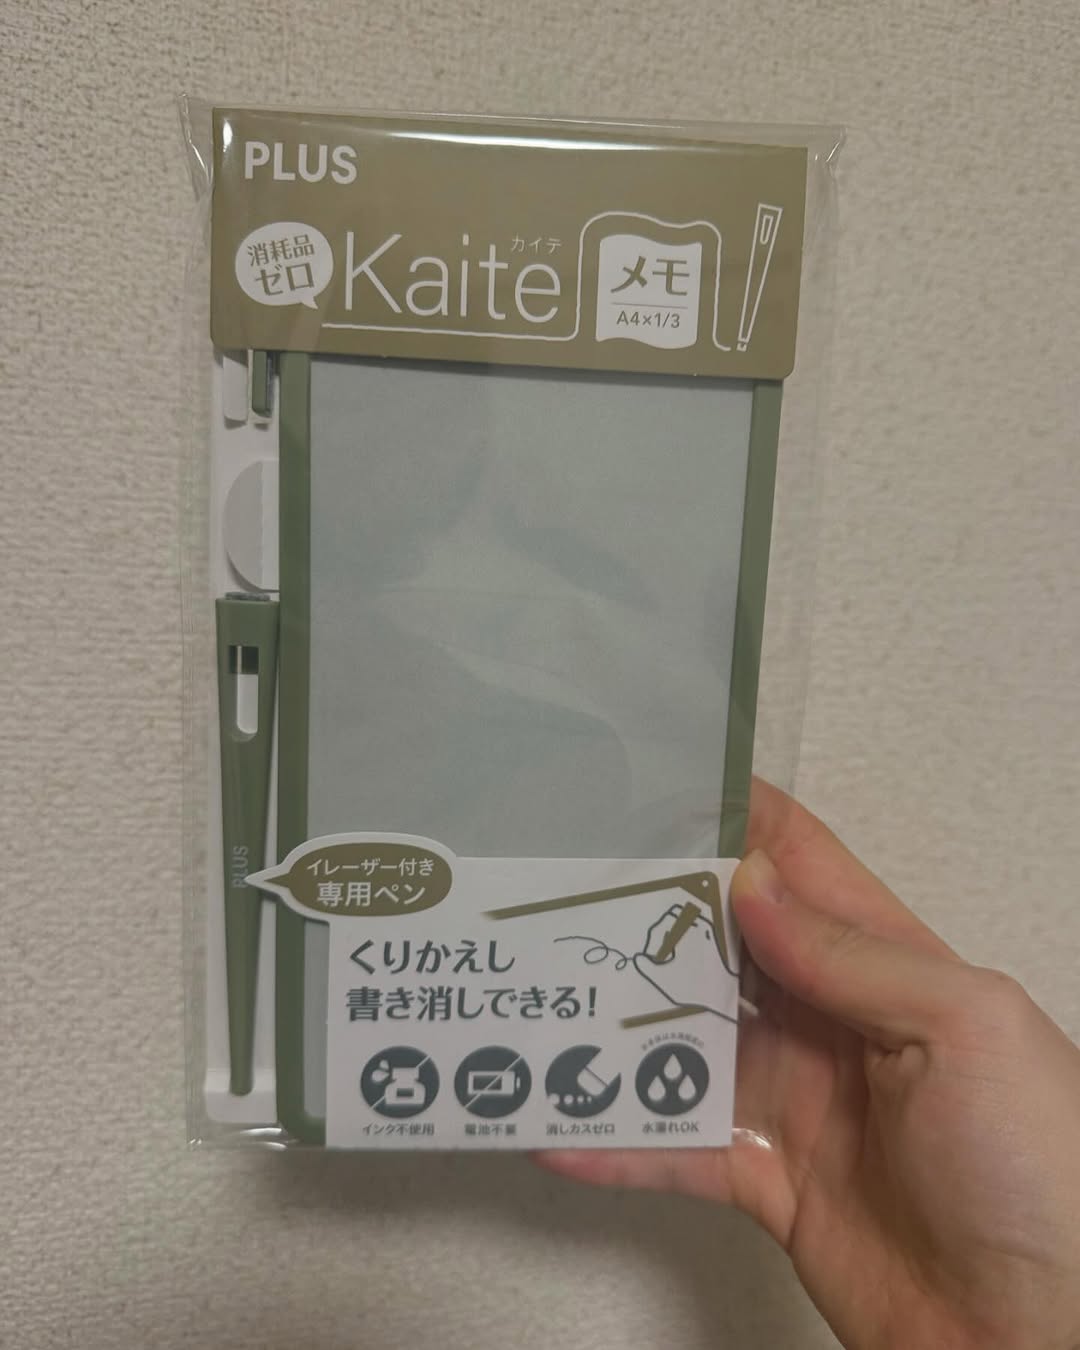 PLUS
消耗品
ゼロ
カイテ
Kaite
メモ
A4×1/3
PLUS
イレーザー付き
専用ペン
くりかえし
書き消しできる!
インク不使用
電池不要
消しカスゼロ
水濡れOK